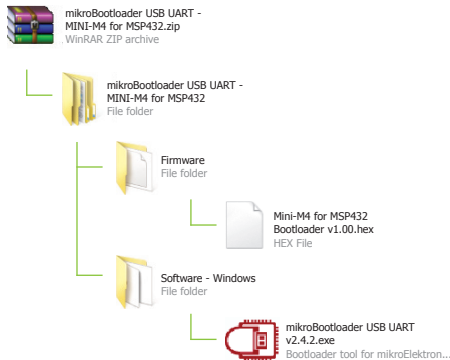 mikroBootloader USB UART -
MINI-M4 for MSP432.zip
WinRAR ZIP archive
mikroBootloader USB UART -
MINI-M4 for MSP432
File folder
Firmware
File folder
Mini-M4 for MSP432
Bootloader v1.00.hex
HEX File
Software - Windows
File folder
mikroBootloader USB UART
v2.4.2.exe
Bootloader tool for mikroElektron...